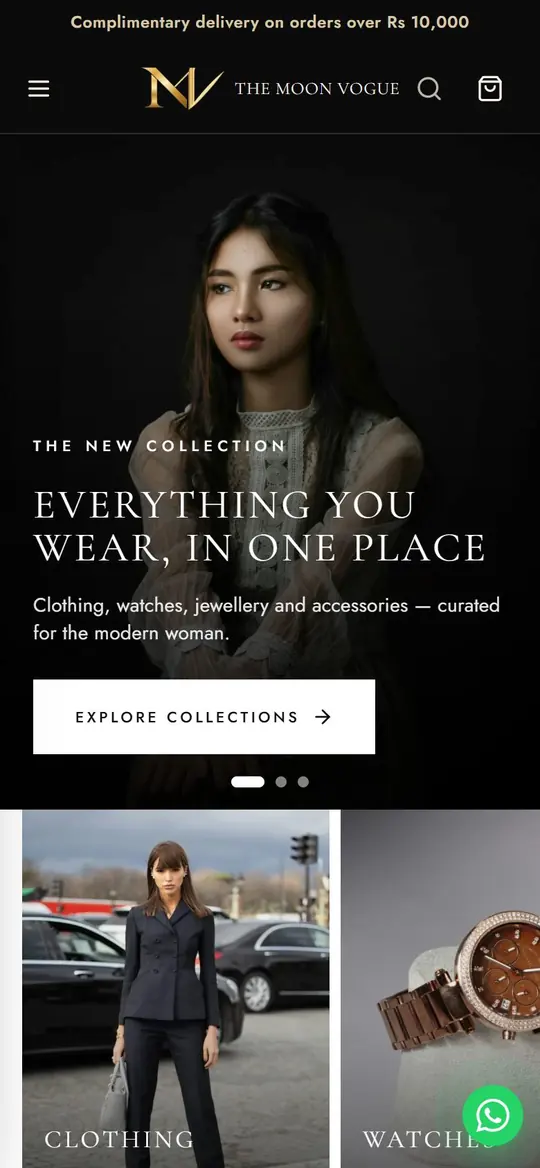 Complimentary delivery on orders over Rs 10,000
THE MOON VOGUE
THE NEW COLLECTION
EVERYTHING YOU
WEAR, IN ONE PLACE
Clothing, watches, jewellery and accessories — curated
for the modern woman.
EXPLORE COLLECTIONS →
CLOTHING
WATCHES